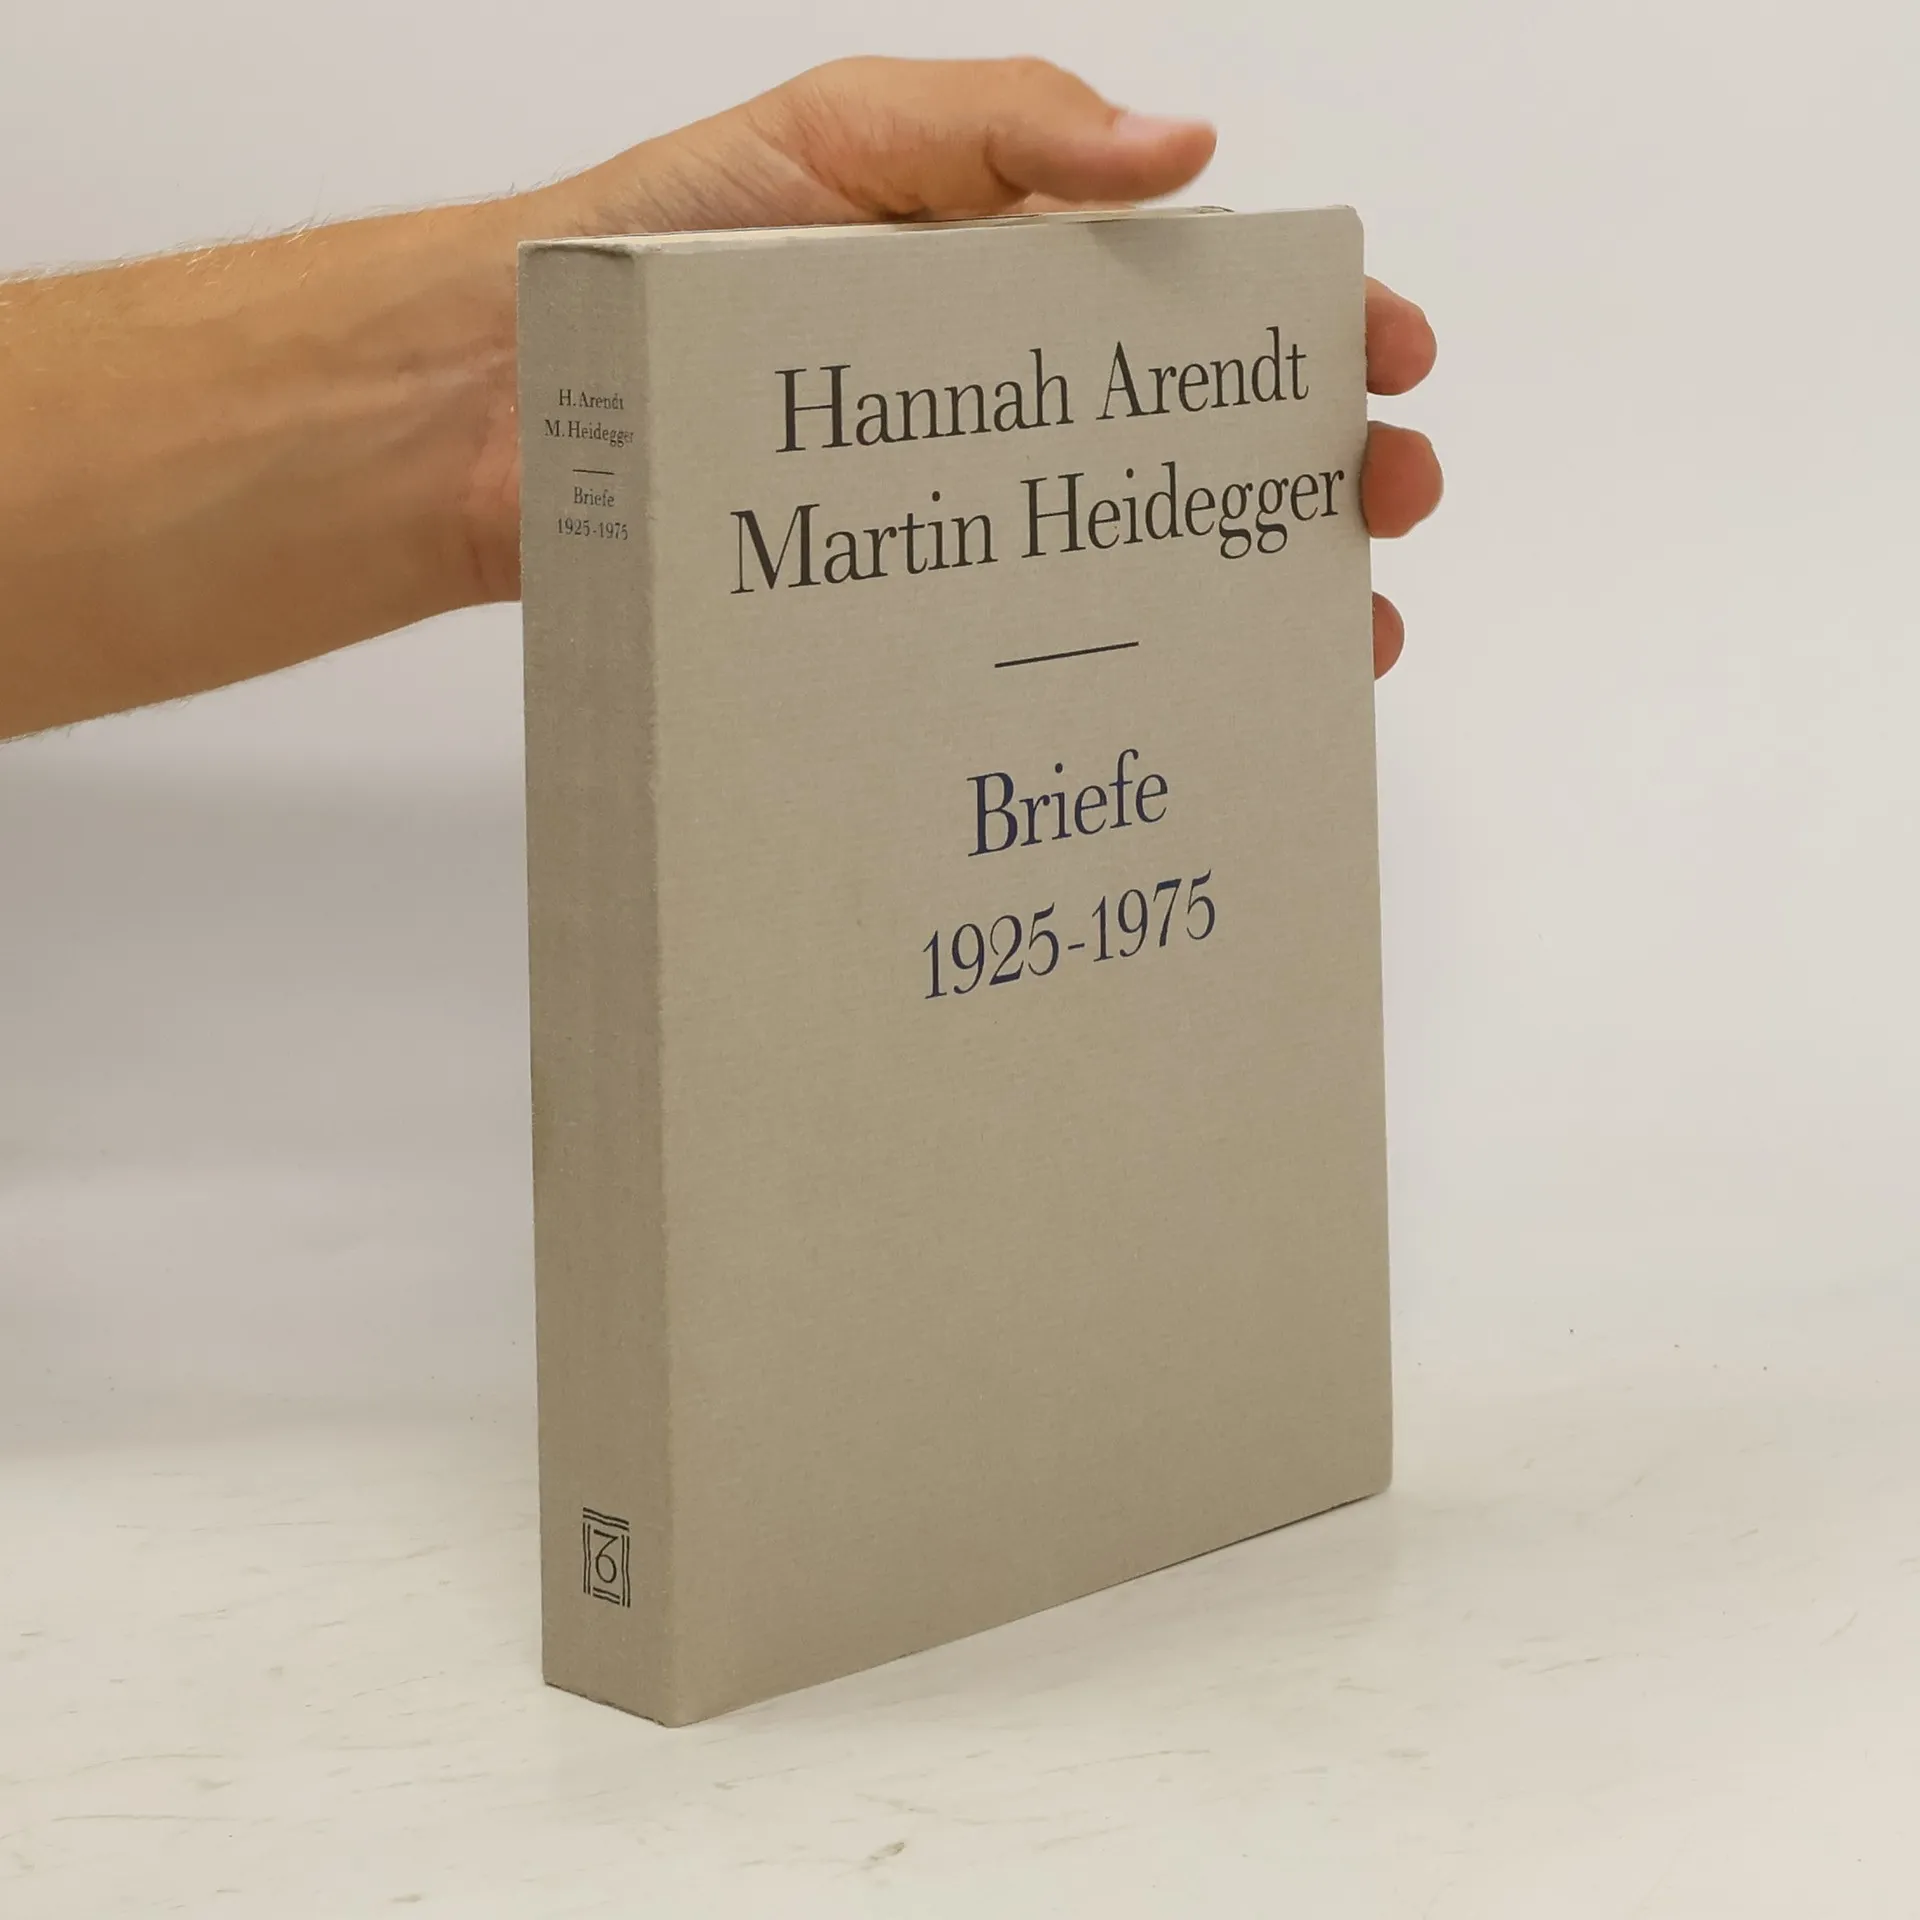 H. Arendt
M. Heidegger
Briefe
1925-1975
Hannah Arendt
Martin Heidegger
Briefe
1925-1975